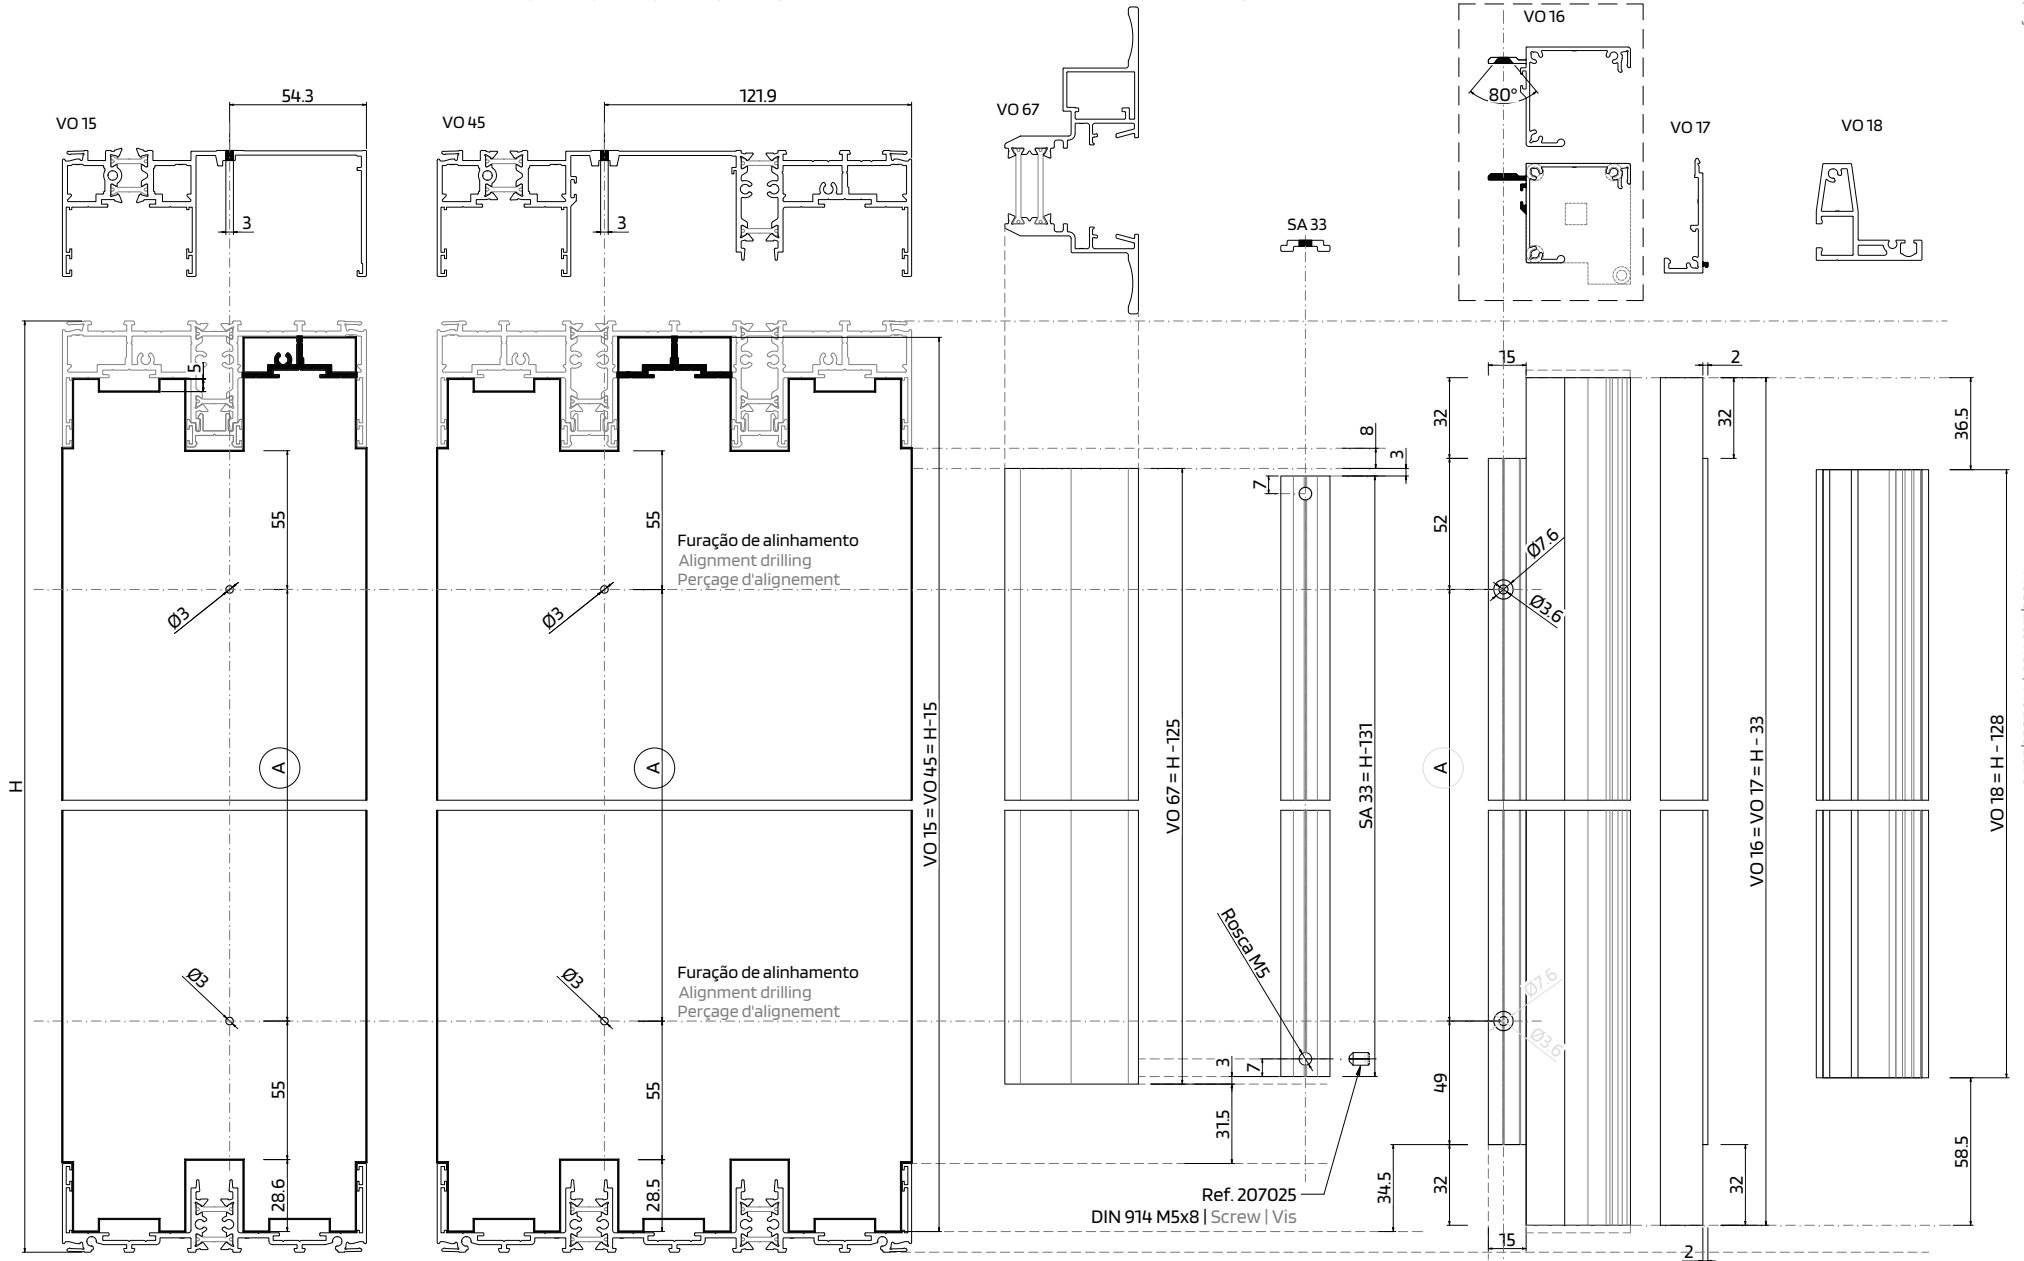 VO 16
54.3
121.9
80°
VO 67
VO 15
VO 45
VO 17
VO 18
3
3
SA 33
15
2
5
32
32
36.5
8
3
7
55
55
52
Furação de alinhamento
Alignment drilling
Perçage d'alignement
Ø7.6
Ø3
Ø3
Ø3.6
H
A
A
A
VO 15 = VO 45 = H-15
VO 67 = H -125
SA 33 = H-131
VO 16 = VO 17 = H - 33
VO 18 = H - 128
Rosca M5
Furação de alinhamento
Alignment drilling
Perçage d'alignement
Ø3
Ø3
Ø7.6
Ø3.6
3
7
55
55
49
31.5
58.5
28.6
28.5
34.5
32
32
Ref. 207025
DIN 914 M5x8 | Screw | Vis
15
2